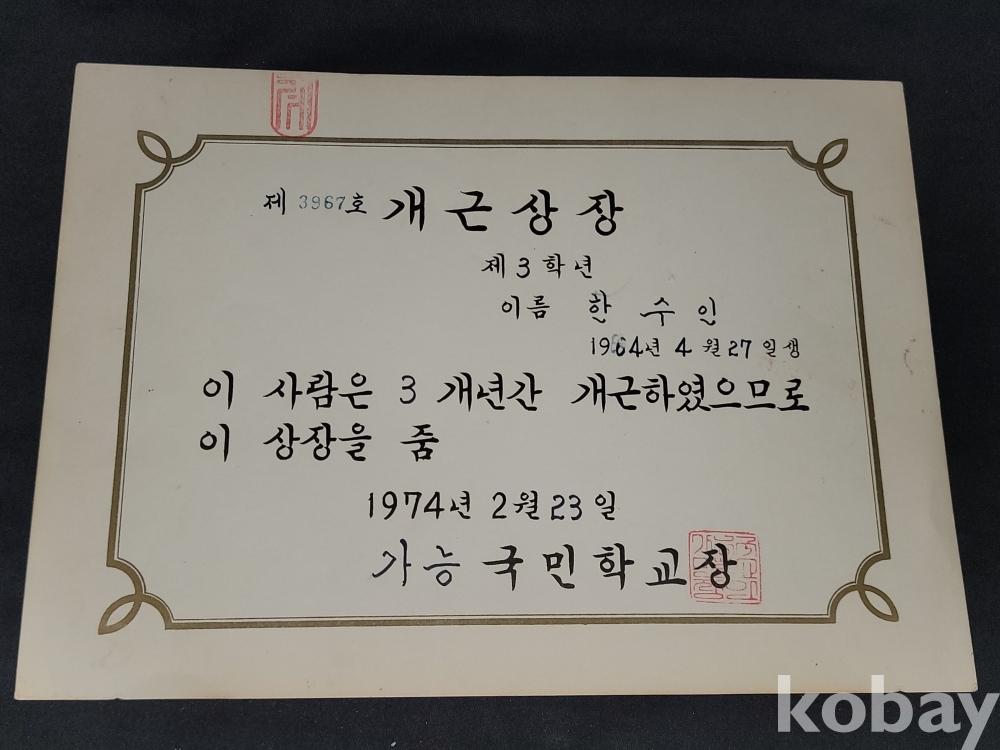 제 3967호 개근상장
제3학년
이름 한 수 인
1964년 4월 27일생
이 사람은 3 개년간 개근하였으므로
이 상장을 줌
1974년 2월 23일
가능국민학교장
kobay